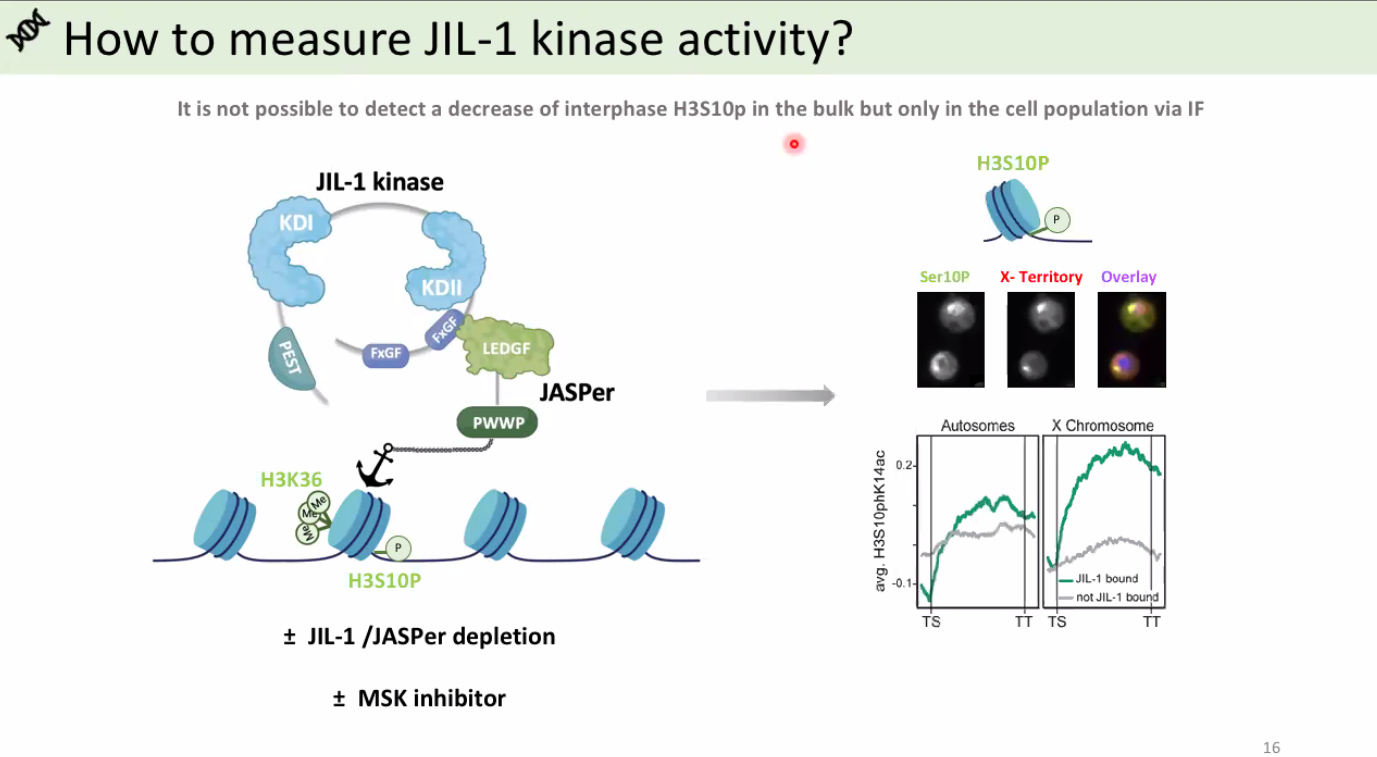 How to measure JIL-1 kinase activity?
It is not possible to detect a decrease of interphase H3S10p in the bulk but only in the cell population via IF
JIL-1 kinase
KDI
KDII
FxGF
FxGF
PEST
LEDGF
JASPer
PWWP
H3K36
Me
Me
Me
P
H3S10P
± JIL-1 /JASPer depletion
± MSK inhibitor
H3S10P
P
Ser10P X- Territory Overlay
Autosomes X Chromosome
avg. H3S10phK14ac
0.2
-0.1
JIL-1 bound
not JIL-1 bound
TS TT TS TT
16